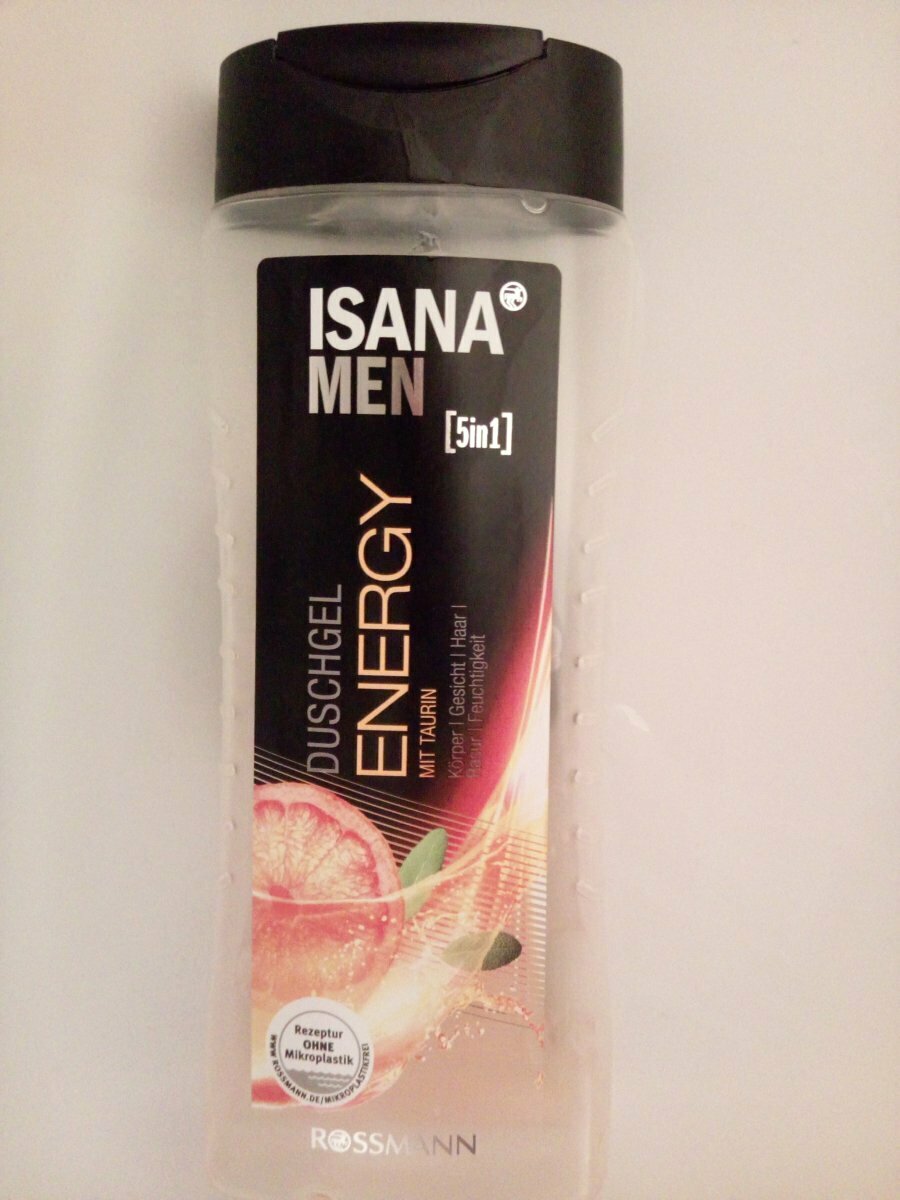 ISANA
MEN
[5in1]
DUSCHGEL
ENERGY
MIT TAURIN
Körper | Gesicht | Haar |
Rasur | Feuchtigkeit
Rezeptur
OHNE
Mikroplastik
WWW.ROSSMANN.DE/MIKROPLASTIKFREI
ROSSMANN